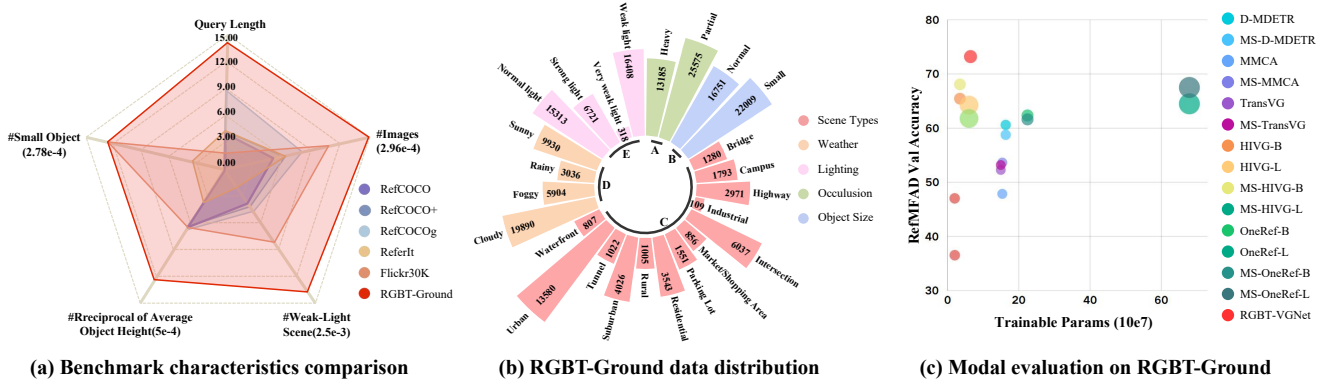 Query Length
15.00
12.00
9.00
6.00
3.00
0.00
#Small Object
(2.78e-4)
#Images
(2.96e-4)
#Rreciprocal of Average
Object Height(5e-4)
#Weak-Light
Scene(2.5e-3)
RefCOCO
RefCOCO+
RefCOCOg
ReferIt
Flickr30K
RGBT-Ground
(a) Benchmark characteristics comparison
Heavy
13185
Partial
25575
Normal
16751
Small
22009
Bridge
1280
Campus
1793
Highway
2971
Industrial
109
Intersection
6037
Market/Shopping Area
856
Parking Lot
1551
Residential
3543
Rural
1005
Suburban
4026
Tunnel
1022
Urban
13580
Waterfront
807
Cloudy
19890
Foggy
5904
Rainy
3036
Sunny
9930
Normal light
15313
Strong light
6721
Very weak light
318
Weak light
16408
A
B
C
D
E
Scene Types
Weather
Lighting
Occulusion
Object Size
(b) RGBT-Ground data distribution
RefMFAD Val Accuracy
80
70
60
50
40
30
0
20
40
60
Trainable Params (10e7)
D-MDETR
MS-D-MDETR
MMCA
MS-MMCA
TransVG
MS-TransVG
HIVG-B
HIVG-L
MS-HIVG-B
MS-HIVG-L
OneRef-B
OneRef-L
MS-OneRef-B
MS-OneRef-L
RGBT-VGNet
(c) Modal evaluation on RGBT-Ground